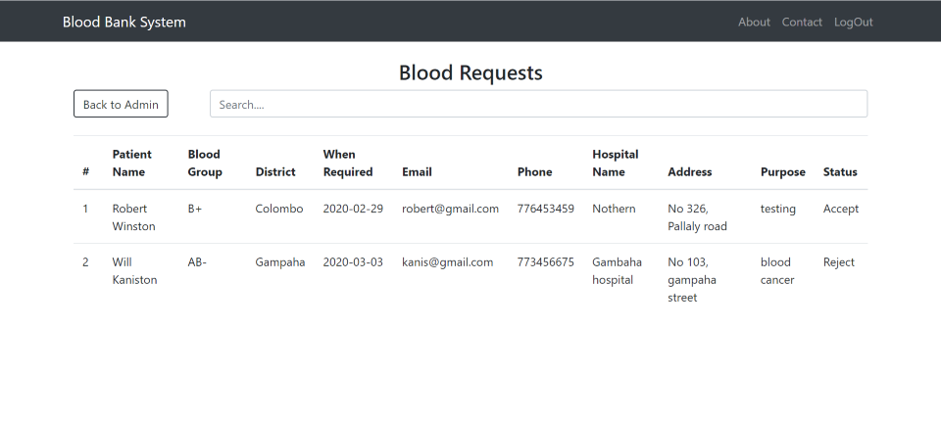 Blood Bank System About Contact LogOut
Blood Requests
Back to Admin Search....
# Patient Name Blood Group District When Required Email Phone Hospital Name Address Purpose Status
1 Robert Winston B+ Colombo 2020-02-29 robert@gmail.com 776453459 Nothern No 326, Pallaly road testing Accept
2 Will Kaniston AB- Gampaha 2020-03-03 kanis@gmail.com 773456675 Gambaha hospital No 103, gampaha street blood cancer Reject